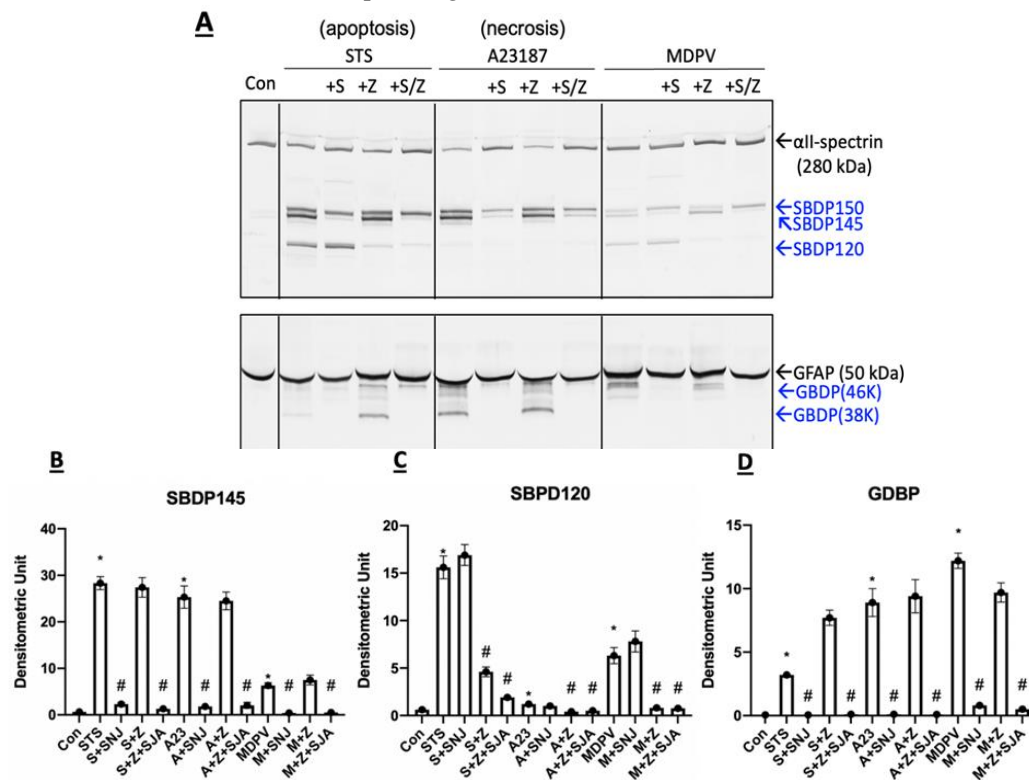 A
(apoptosis) (necrosis)
STS A23187 MDPV
Con +S +Z +S/Z +S +Z +S/Z +S +Z +S/Z
←αII-spectrin
(280 kDa)
←SBDP150
SBDP145
←SBDP120
←GFAP (50 kDa)
←GBDP(46K)
←GBDP(38K)
B C D
SBDP145 SBPD120 GDBP
Densitometric Unit
40
30
20
10
0
* # # * # # * # #
Con STS S+SNJ S+Z S+Z+SJA A23 A+SNJ A+Z A+Z+SJA MDPV M+SNJ M+Z M+Z+SJA
Densitometric Unit
20
15
10
5
0
* # # * # # * # #
Con STS S+SNJ S+Z S+Z+SJA A23 A+SNJ A+Z A+Z+SJA MDPV M+SNJ M+Z M+Z+SJA
Densitometric Unit
15
10
5
0
* # # * # # * # #
Con STS S+SNJ S+Z S+Z+SJA A23 A+SNJ A+Z A+Z+SJA MDPV M+SNJ M+Z M+Z+SJA